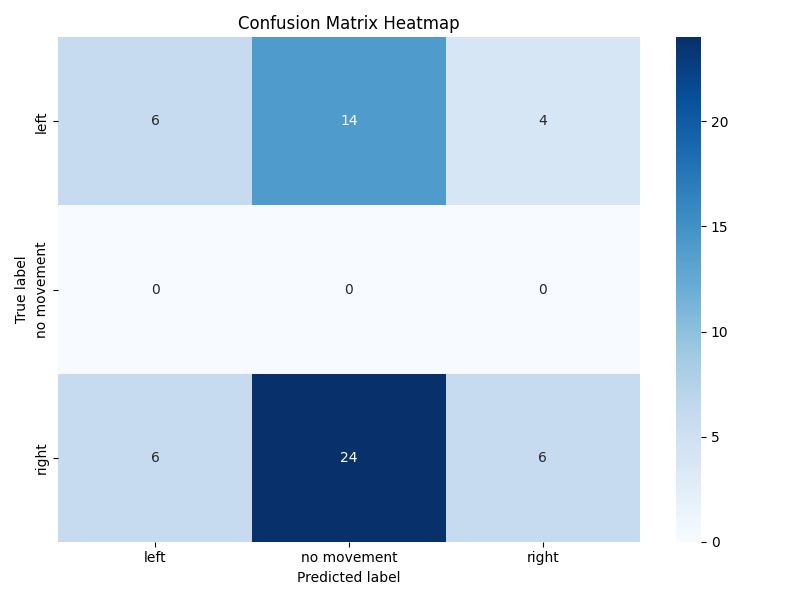 Confusion Matrix Heatmap
True label
left
6 14 4
no movement
0 0 0
right
6 24 6
left no movement right
Predicted label
20
15
10
5
0